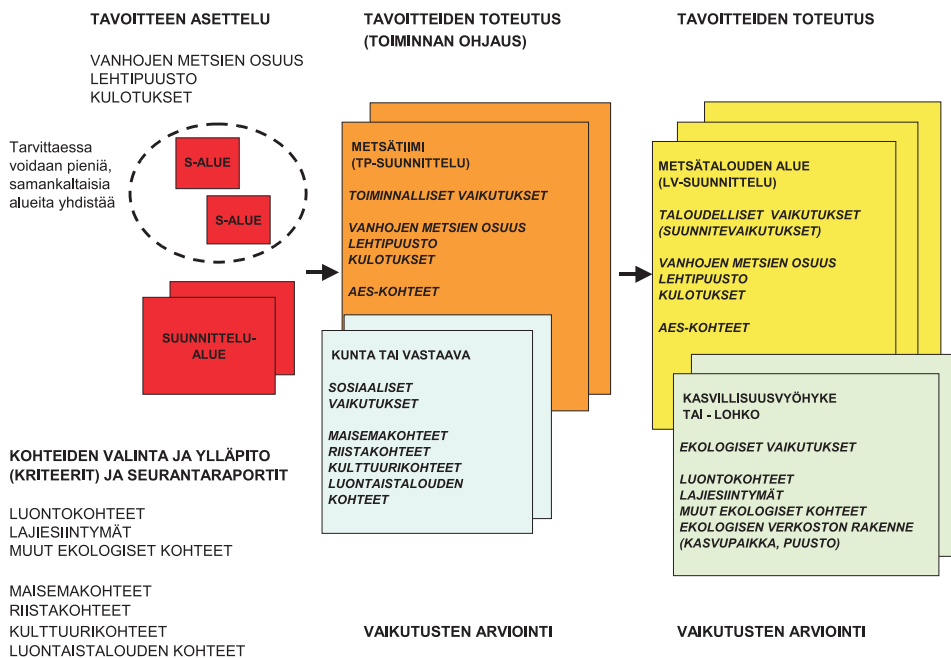 TAVOITTEEN ASETTELU
VANHOJEN METSIEN OSUUS
LEHTIPUUSTO
KULOTUKSET
Tarvittaessa
voidaan pieniä,
samankaltaisia
alueita yhdistää
S-ALUE
S-ALUE
SUUNNITTELU-
ALUE
KOHTEIDEN VALINTA JA YLLÄPITO
(KRITEERIT) JA SEURANTARAPORTIT
LUONTOKOHTEET
LAJIESIINTYMÄT
MUUT EKOLOGISET KOHTEET
MAISEMAKOHTEET
RIISTAKOHTEET
KULTTUURIKOHTEET
LUONTAISTALOUDEN KOHTEET
TAVOITTEIDEN TOTEUTUS
(TOIMINNAN OHJAUS)
METSÄTIIMI
(TP-SUUNNITTELU)
TOIMINNALLISET VAIKUTUKSET
VANHOJEN METSIEN OSUUS
LEHTIPUUSTO
KULOTUKSET
AES-KOHTEET
KUNTA TAI VASTAAVA
SOSIAALISET
VAIKUTUKSET
MAISEMAKOHTEET
RIISTAKOHTEET
KULTTUURIKOHTEET
LUONTAISTALOUDEN
KOHTEET
VAIKUTUSTEN ARVIOINTI
TAVOITTEIDEN TOTEUTUS
METSÄTALOUDEN ALUE
(LV-SUUNNITTELU)
TALOUDELLISET VAIKUTUKSET
(SUUNNITEVAIKUTUKSET)
VANHOJEN METSIEN OSUUS
LEHTIPUUSTO
KULOTUKSET
AES-KOHTEET
KASVILLISUUSVYÖHYKE
TAI - LOHKO
EKOLOGISET VAIKUTUKSET
LUONTOKOHTEET
LAJIESIINTYMÄT
MUUT EKOLOGISET KOHTEET
EKOLOGISEN VERKOSTON RAKENNE
(KASVUPAIKKA, PUUSTO)
VAIKUTUSTEN ARVIOINTI